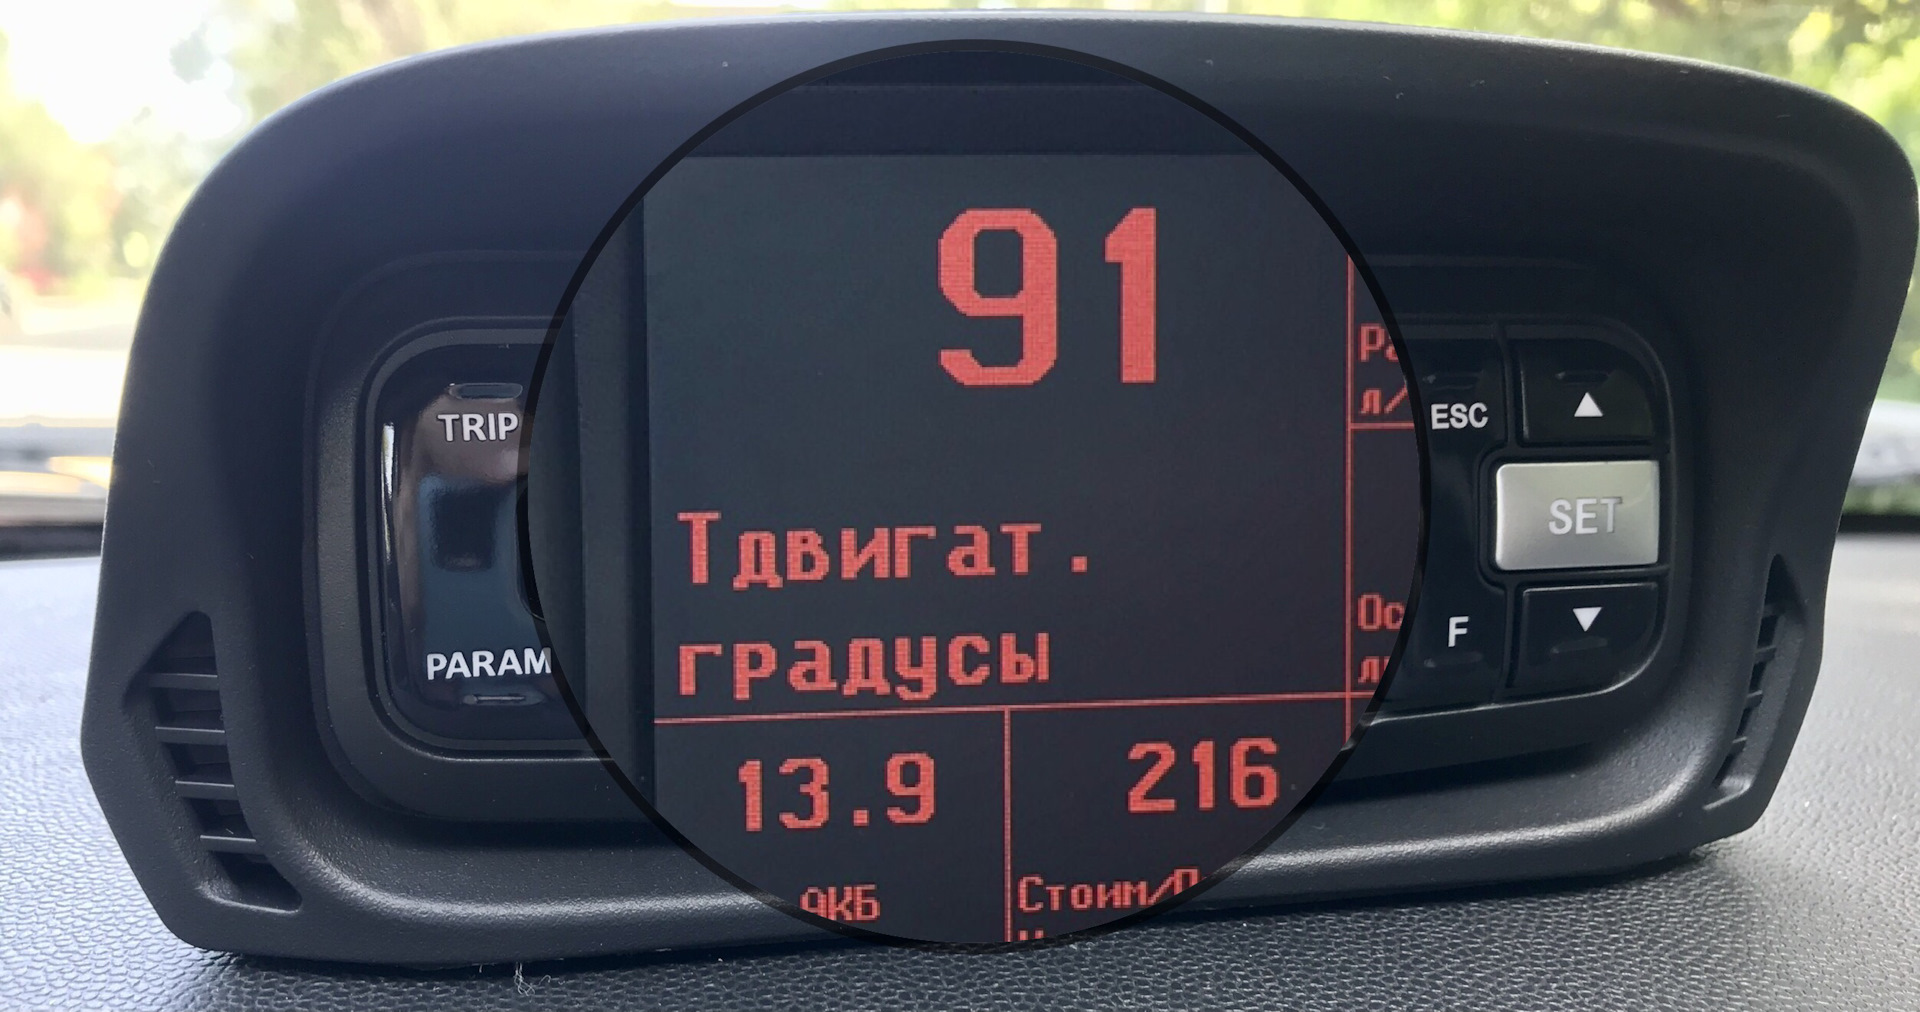 91
Тдвигат.
градусы
13.9
216
АКБ
TRIP
PARAM
ESC
▲
SET
F
▼